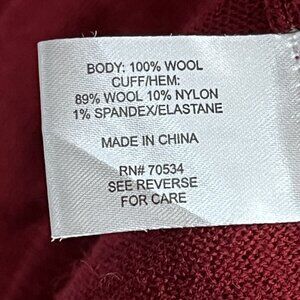 BODY: 100% WOOL
CUFF/HEM:
89% WOOL 10% NYLON
1% SPANDEX/ELASTANE
MADE IN CHINA
RN# 70534
SEE REVERSE
FOR CARE